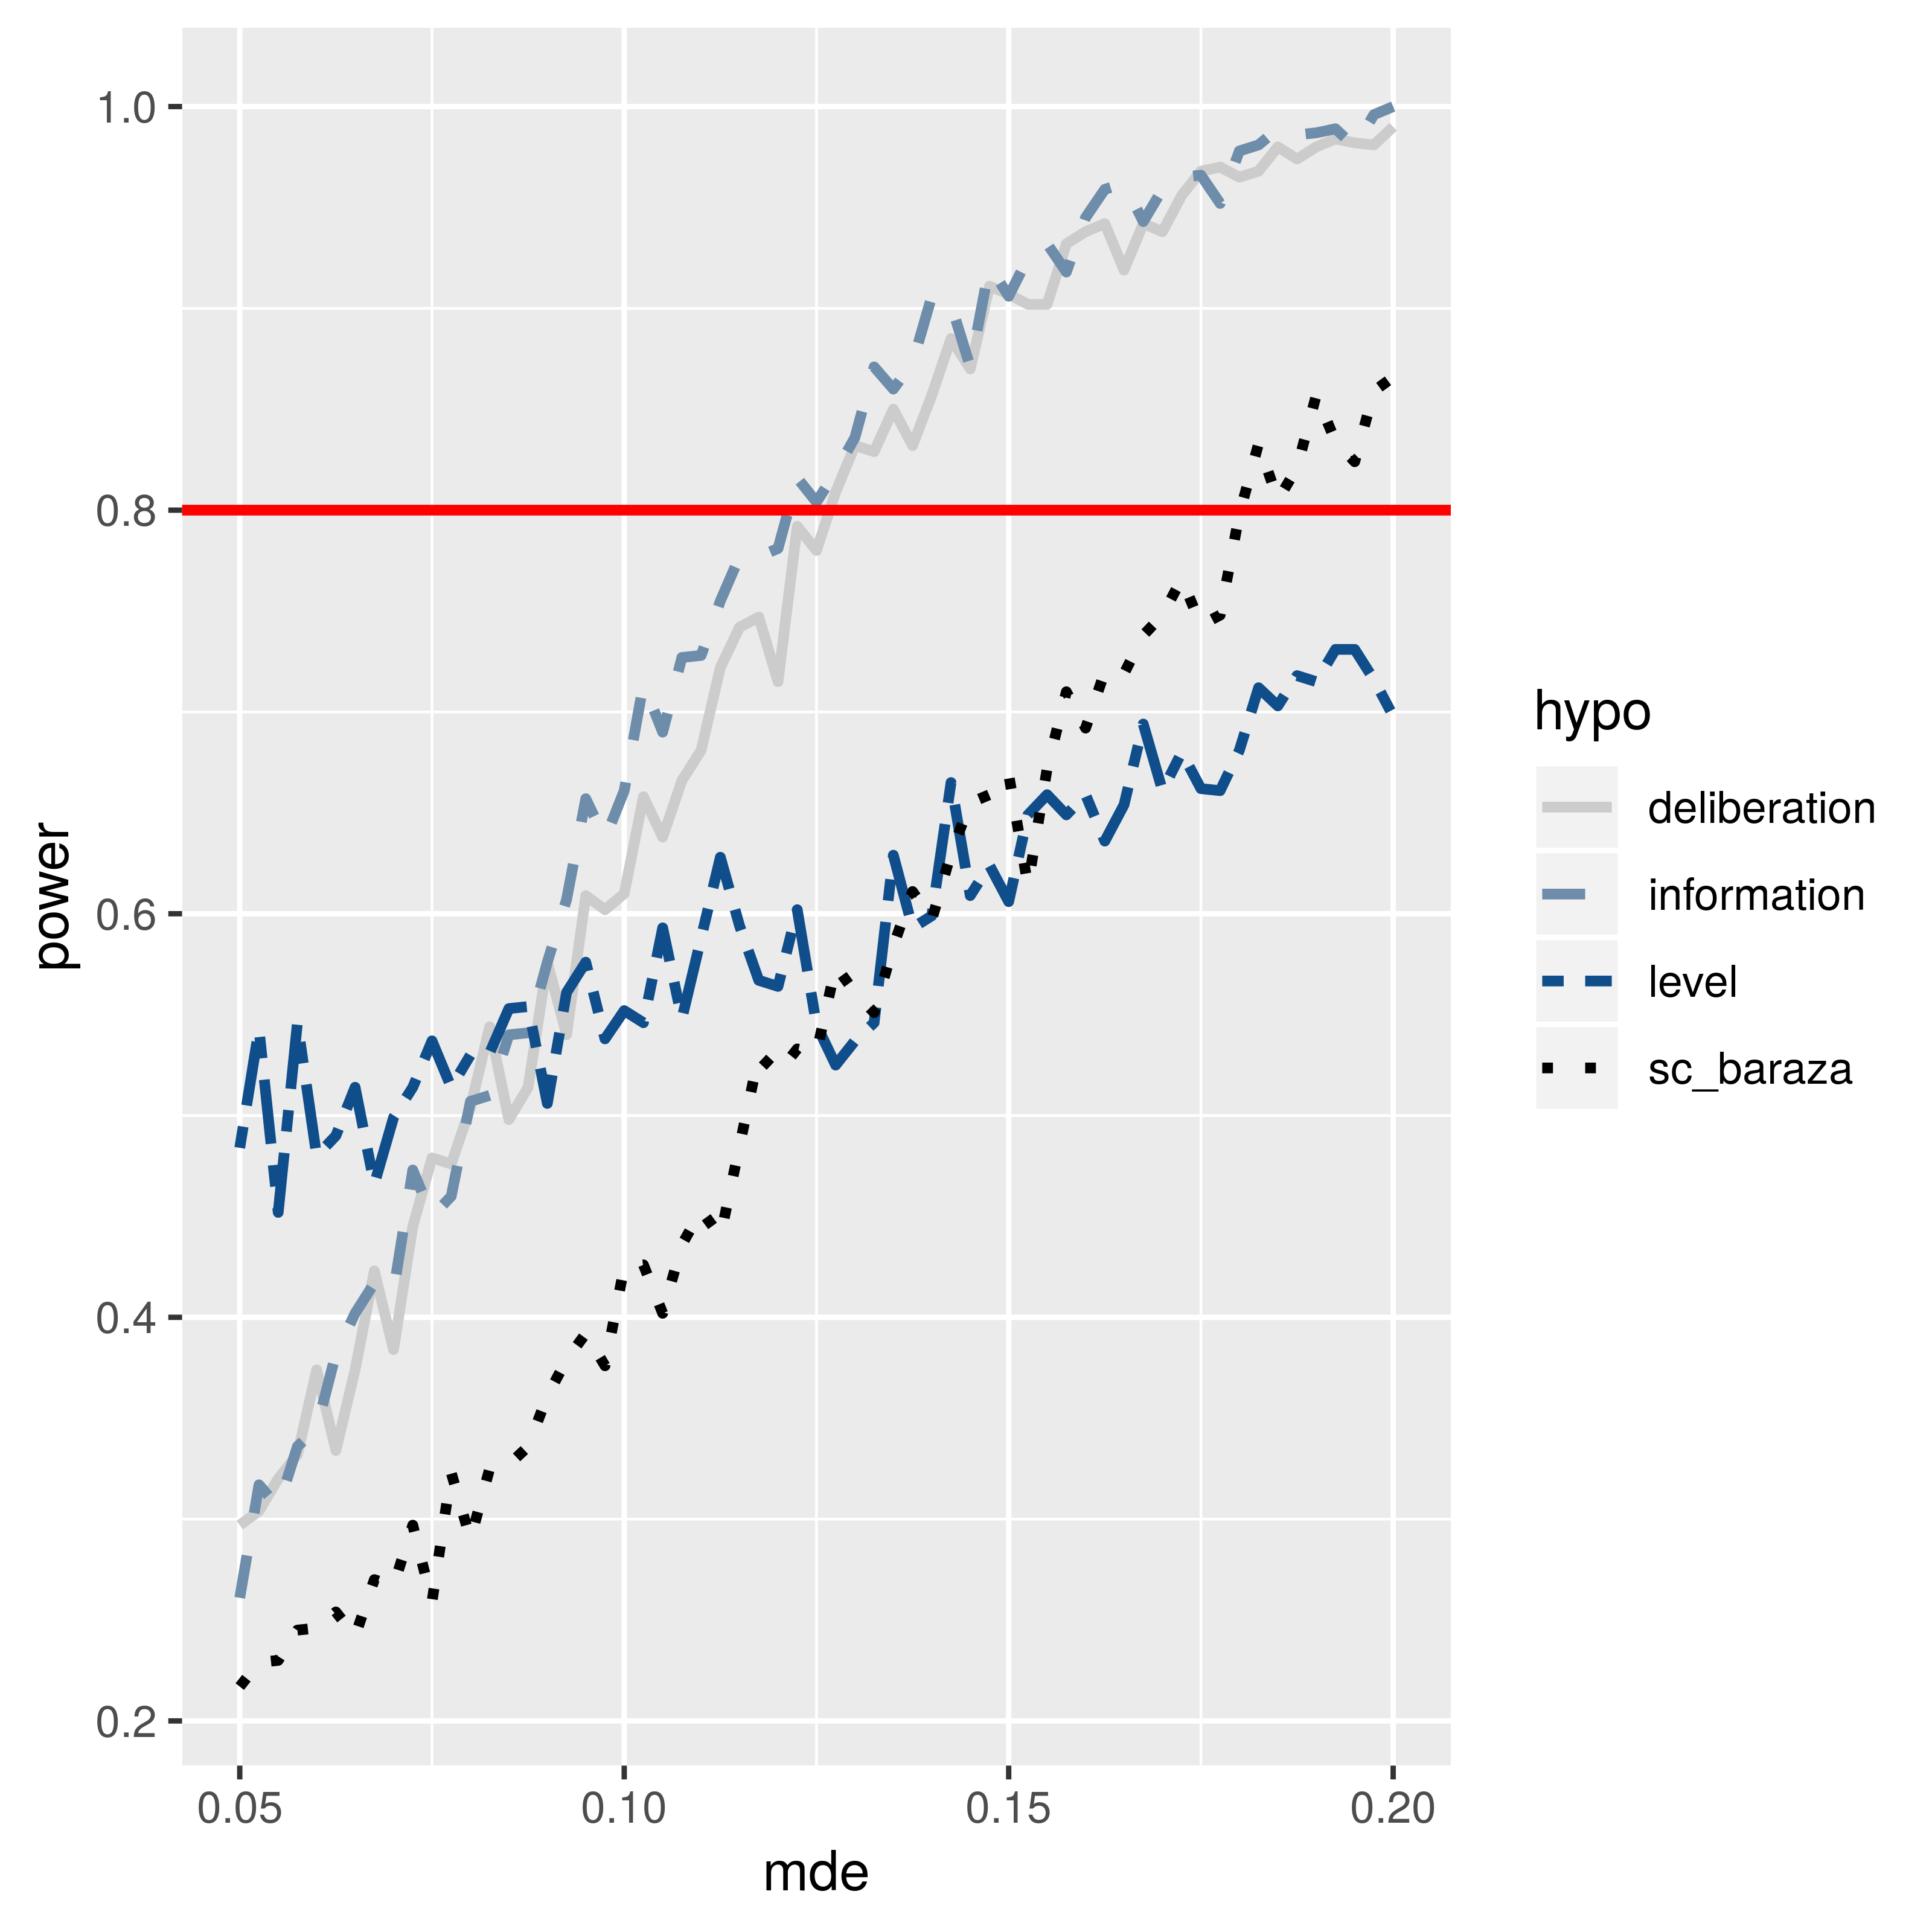 1.0
0.8
0.6
0.4
0.2
power
0.05
0.10
0.15
0.20
mde
hypo
deliberation
information
level
sc_baraza